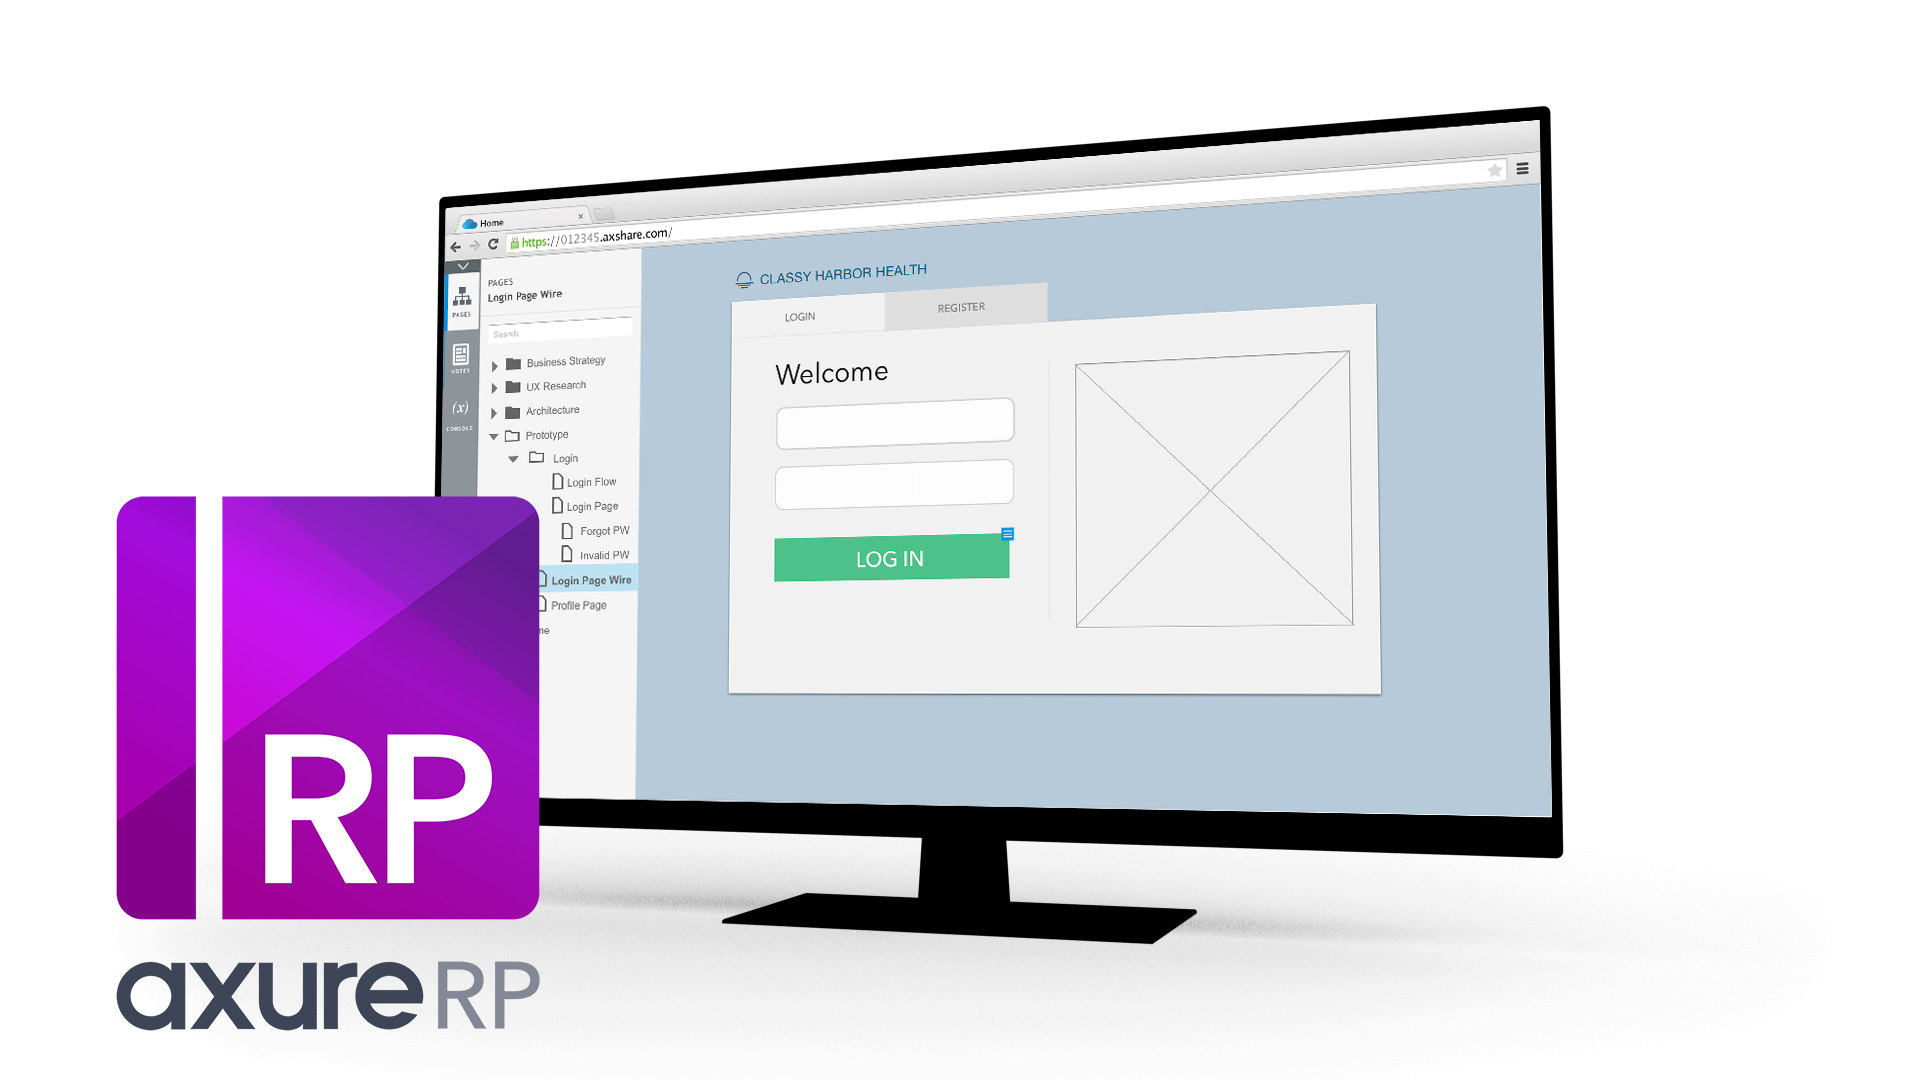 Home
https://012345.axshare.com/
PAGES
Login Page Wire
Search
PAGES
NOTES
(x)
CONSOLE
Business Strategy
UX Research
Architecture
Prototype
Login
Login Flow
Login Page
Forgot PW
Invalid PW
Login Page Wire
Profile Page
CLASSY HARBOR HEALTH
LOGIN
REGISTER
Welcome
LOG IN
RP
axure RP